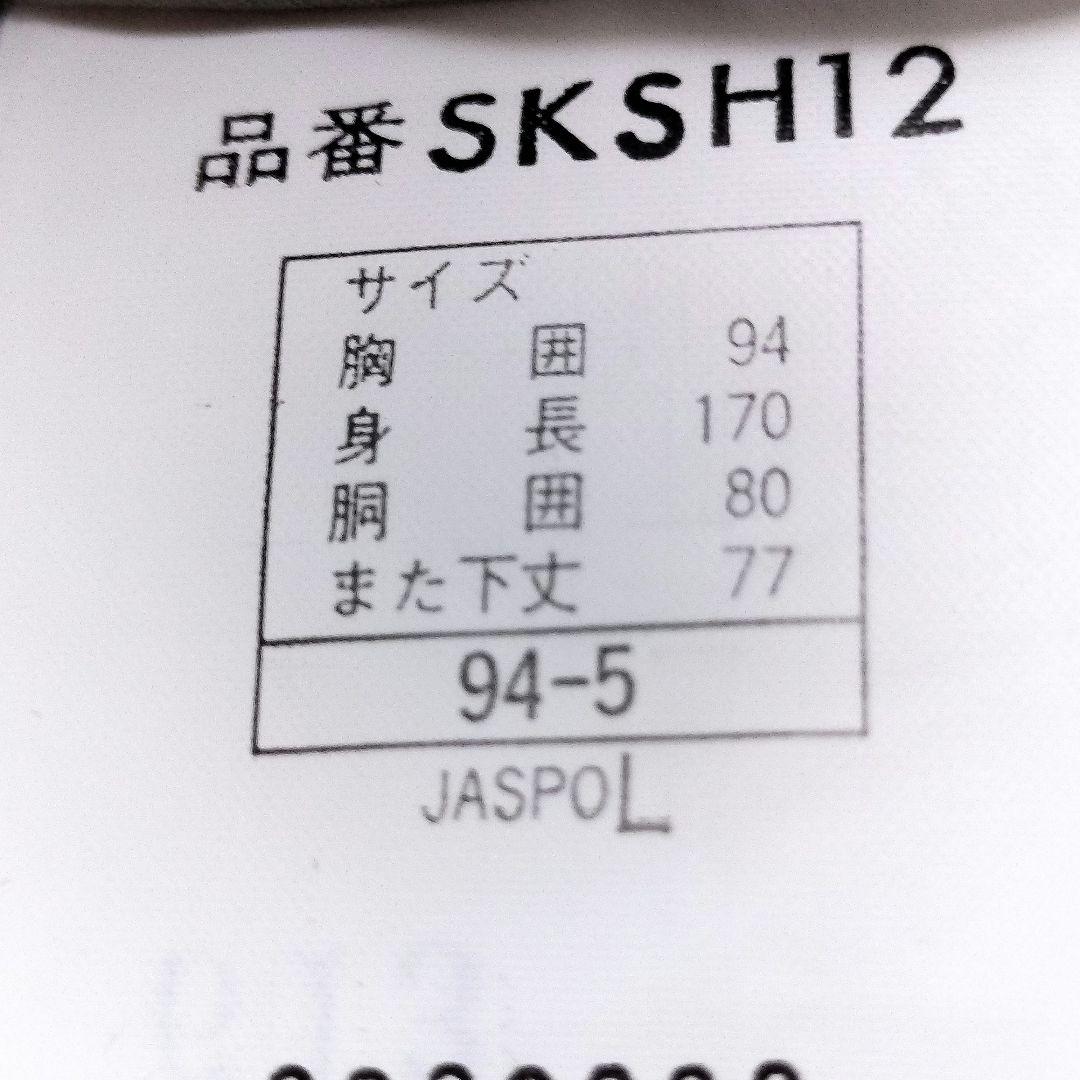 品番SKSH12
サイズ
胸囲 94
身長 170
胴囲 80
また下丈 77
94-5
JASPOL